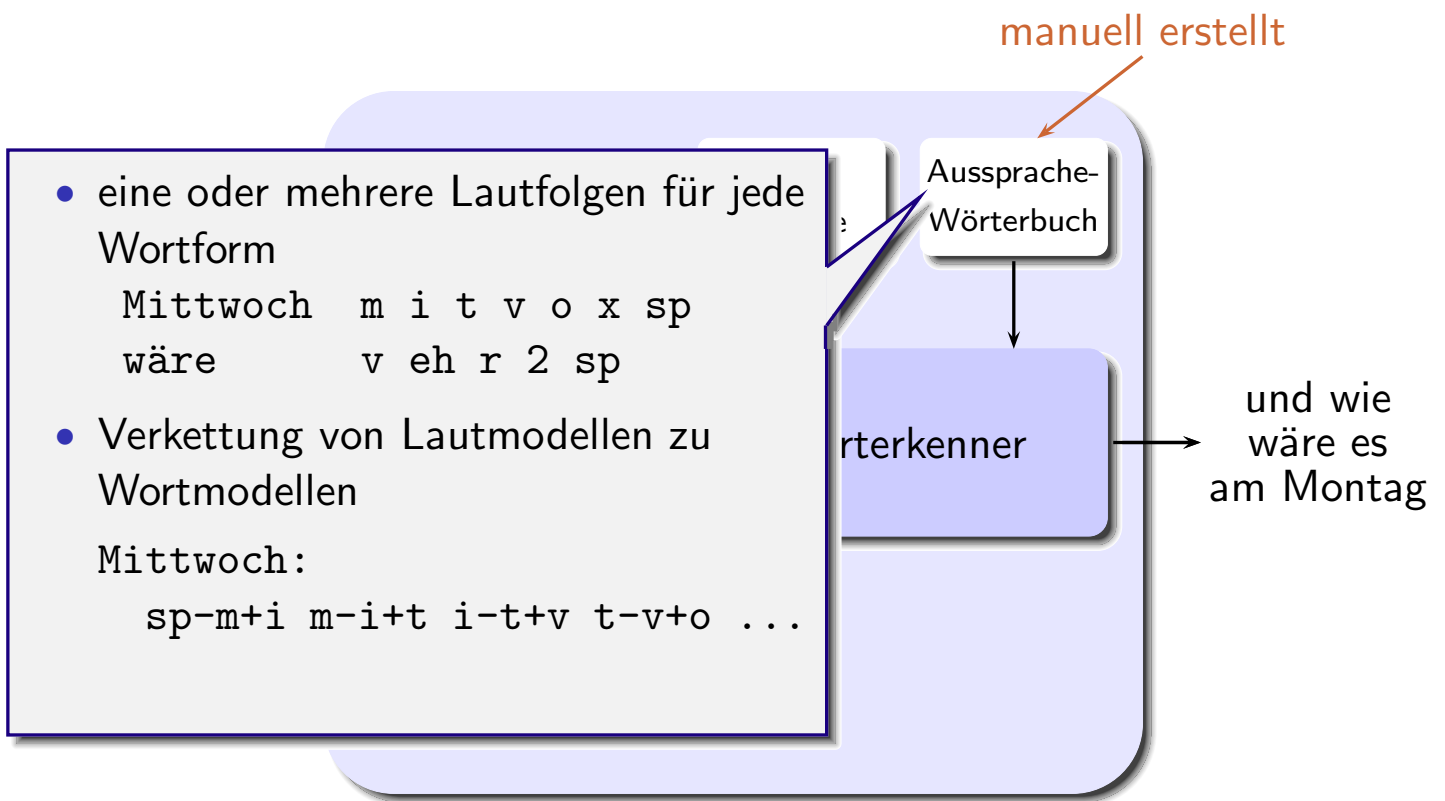 manuell erstellt
Aussprache-
Wörterbuch
• eine oder mehrere Lautfolgen für jede
Wortform
Mittwoch m i t v o x sp
wäre v eh r 2 sp
• Verkettung von Lautmodellen zu
Wortmodellen
Mittwoch:
sp-m+i m-i+t i-t+v t-v+o ...
rterkenner
und wie
wäre es
am Montag